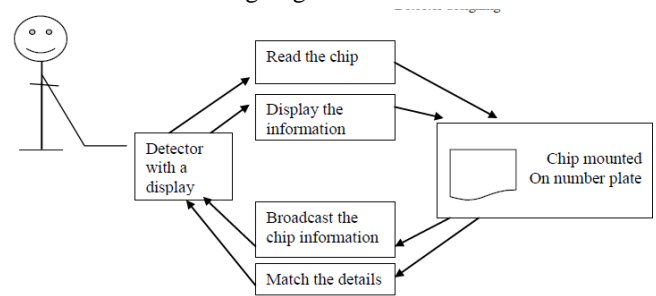 Read the chip
Display the
information
Detector
with a
display
Chip mounted
On number plate
Broadcast the
chip information
Match the details